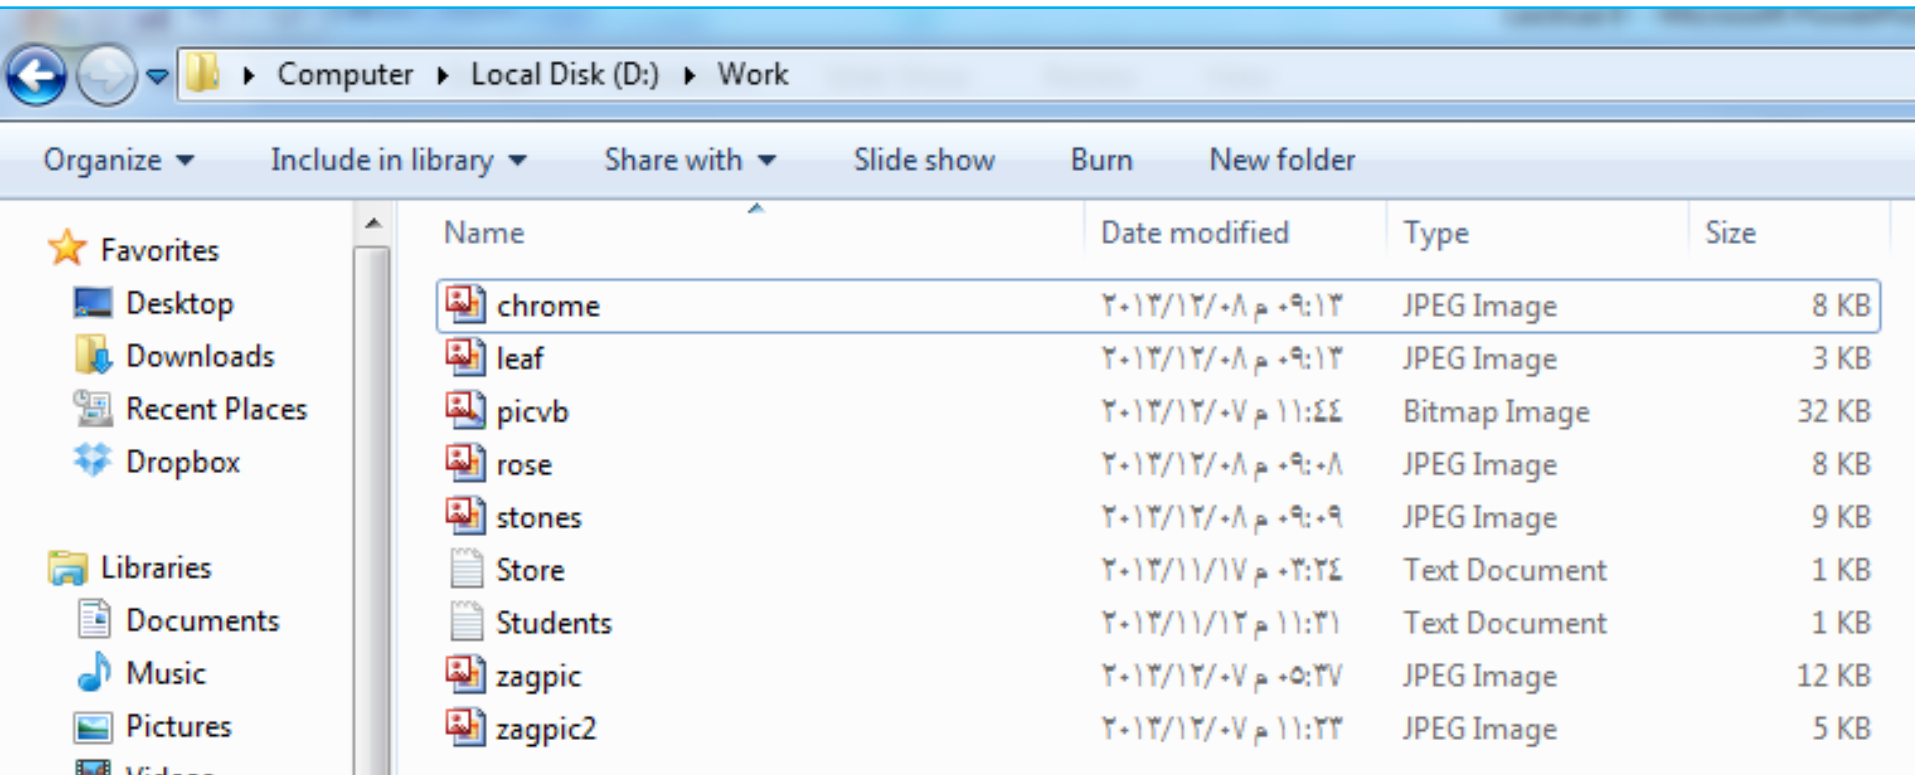 Computer ▸ Local Disk (D:) ▸ Work
Organize Include in library Share with Slide show Burn New folder
Name Date modified Type Size
Favorites
Desktop
Downloads
Recent Places
Dropbox
Libraries
Documents
Music
Pictures
chrome ٢٠١٣/١٢/٠٨ م ٠٩:١٣ JPEG Image 8 KB
leaf ٢٠١٣/١٢/٠٨ م ٠٩:١٣ JPEG Image 3 KB
picvb ٢٠١٣/١٢/٠٧ م ١١:٤٤ Bitmap Image 32 KB
rose ٢٠١٣/١٢/٠٨ م ٠٩:٠٨ JPEG Image 8 KB
stones ٢٠١٣/١٢/٠٨ م ٠٩:٠٩ JPEG Image 9 KB
Store ٢٠١٣/١١/١٧ م ٠٣:٢٤ Text Document 1 KB
Students ٢٠١٣/١١/١٢ م ١١:٣١ Text Document 1 KB
zagpic ٢٠١٣/١٢/٠٧ م ٠٥:٢٧ JPEG Image 12 KB
zagpic2 ٢٠١٣/١٢/٠٧ م ١١:٢٣ JPEG Image 5 KB